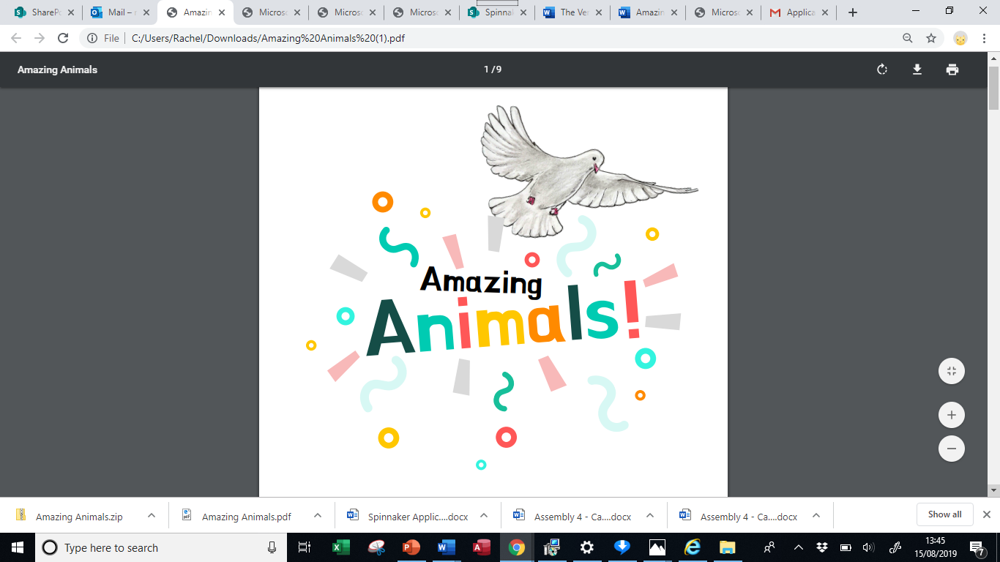 SharePo
Mail – r
Amazin
Microso
Microso
Microso
Spinnal
The Ver
Amazin
Microso
Applica
File
C:/Users/Rachel/Downloads/Amazing%20Animals%20(1).pdf
Amazing Animals
1 / 9
Amazing
Animals!
Amazing Animals.zip
Amazing Animals.pdf
Spinnaker Applic....docx
Assembly 4 - Ca....docx
Assembly 4 - Ca....docx
Show all
Type here to search
13:45
15/08/2019
7